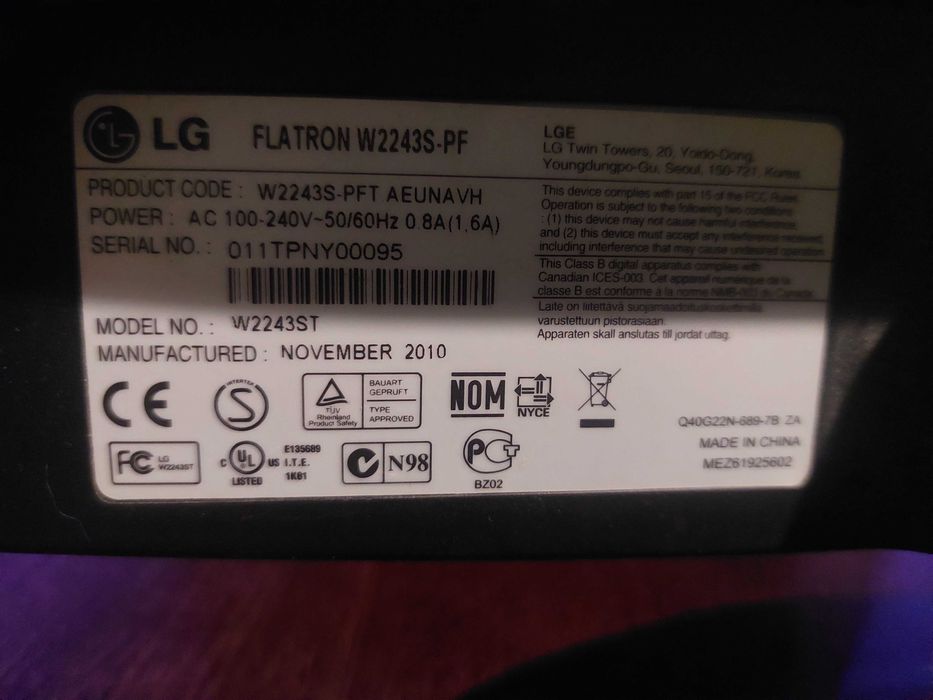 LG FLATRON W2243S-PF
PRODUCT CODE : W2243S-PFT AEUNAVH
POWER : AC 100-240V~50/60Hz 0.8A(1.6A)
SERIAL NO. : 011TPNY00095
MODEL NO. : W2243ST
MANUFACTURED : NOVEMBER 2010
LGE
LG Twin Towers, 20, Yoido-Dong,
Youngdungpo-Gu, Seoul, 150-721, Korea
This device complies with part 15 of the FCC Rules.
Operation is subject to the following two conditions
: (1) this device may not cause harmful interference,
and (2) this device must accept any interference received,
including interference that may cause undesired operation.
This Class B digital apparatus complies with
Canadian ICES-003. Cet appareil numérique de la
classe B est conforme à la norme NMB-003 du Canada.
Laite on liitettävä suojamaadoituskoskettimilla
varustettuun pistorasiaan.
Apparaten skall anslutas till jordat uttag.
CE
INTERTEK
S
TÜV
Rheinland
Product Safety
BAUART
GEPRÜFT
TYPE
APPROVED
NOM
NYCE
FC LG
W2243ST
C UL US
LISTED
E135689
I.T.E.
1K61
N98
PCT
BZ02
Q40G22N-689-7B ZA
MADE IN CHINA
MEZ61925602